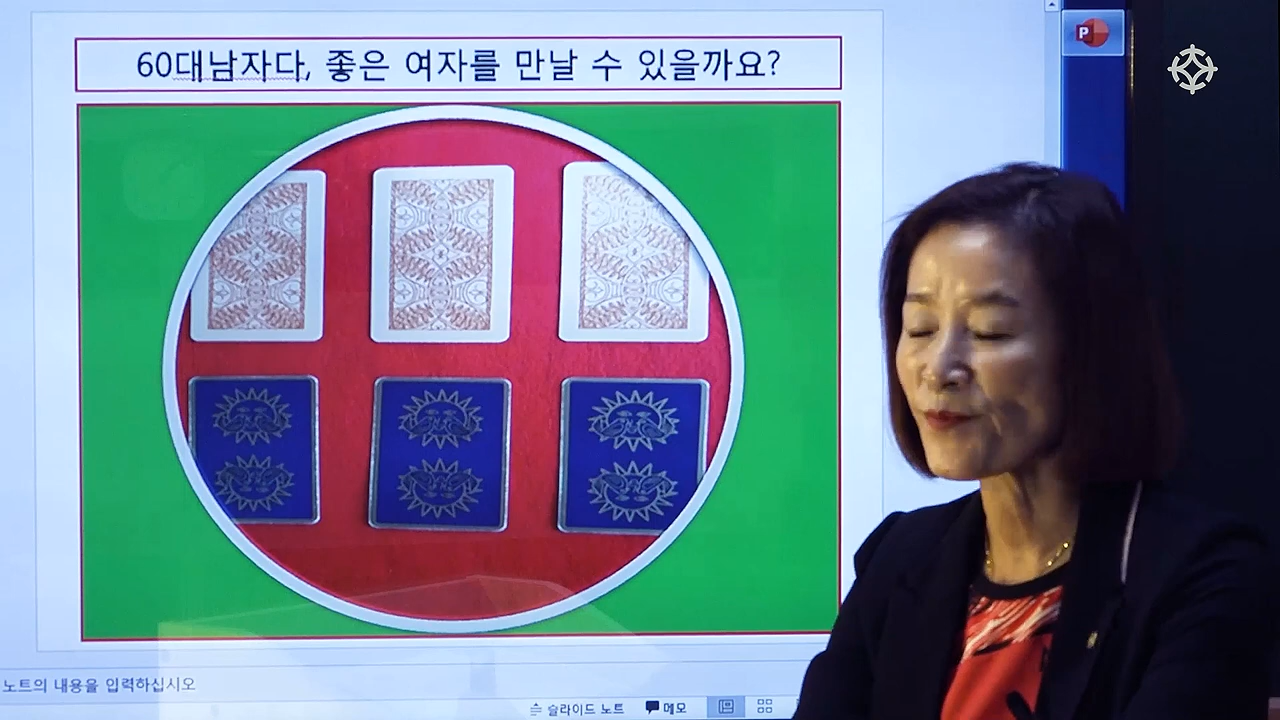 60대남자다, 좋은 여자를 만날 수 있을까요?
P
노트의 내용을 입력하십시오
슬라이드 노트
메모